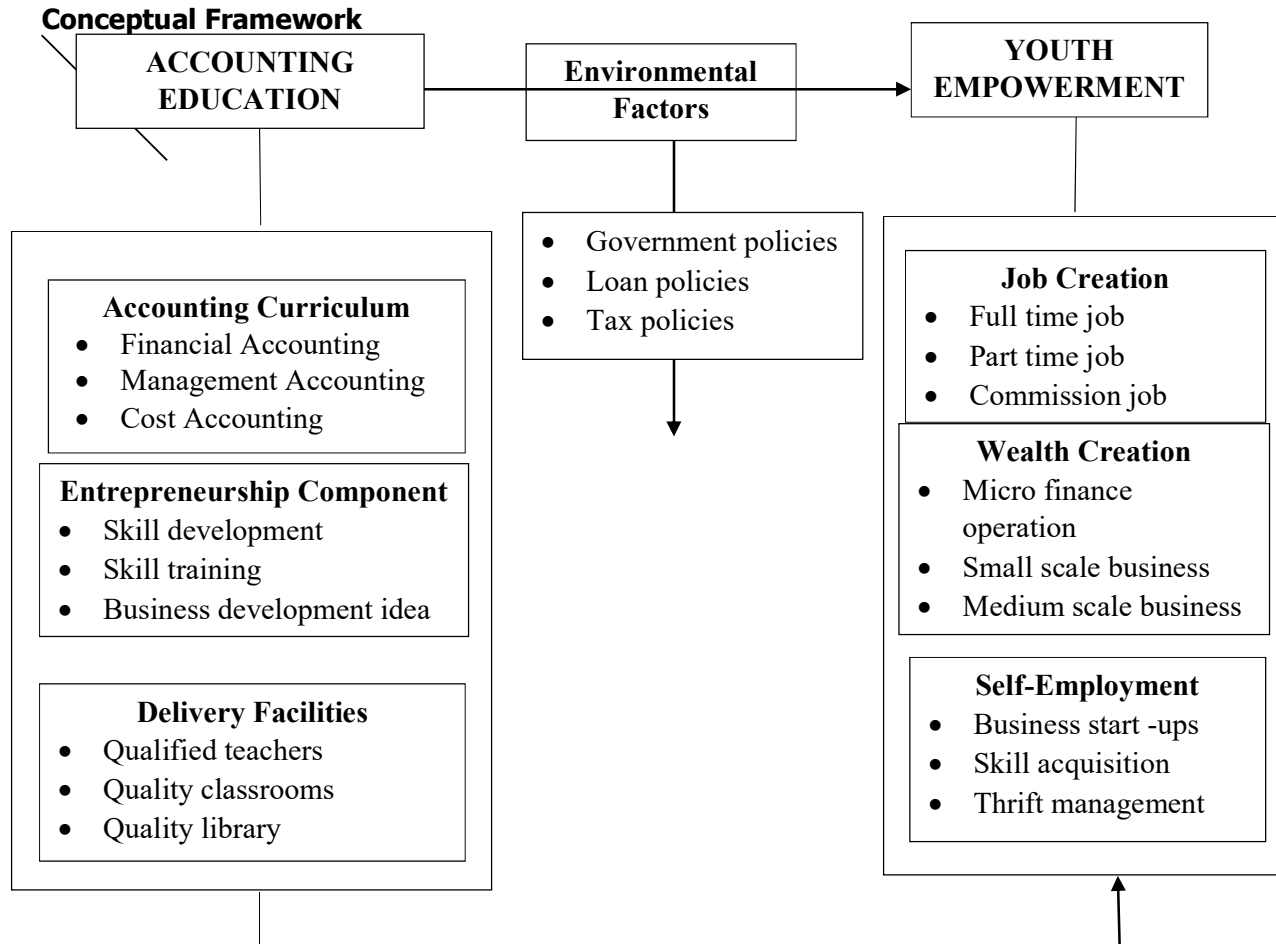 Conceptual Framework
ACCOUNTING
EDUCATION
Environmental
Factors
YOUTH
EMPOWERMENT
• Government policies
• Loan policies
• Tax policies
Accounting Curriculum
• Financial Accounting
• Management Accounting
• Cost Accounting
Entrepreneurship Component
• Skill development
• Skill training
• Business development idea
Delivery Facilities
• Qualified teachers
• Quality classrooms
• Quality library
Job Creation
• Full time job
• Part time job
• Commission job
Wealth Creation
• Micro finance
operation
• Small scale business
• Medium scale business
Self-Employment
• Business start -ups
• Skill acquisition
• Thrift management